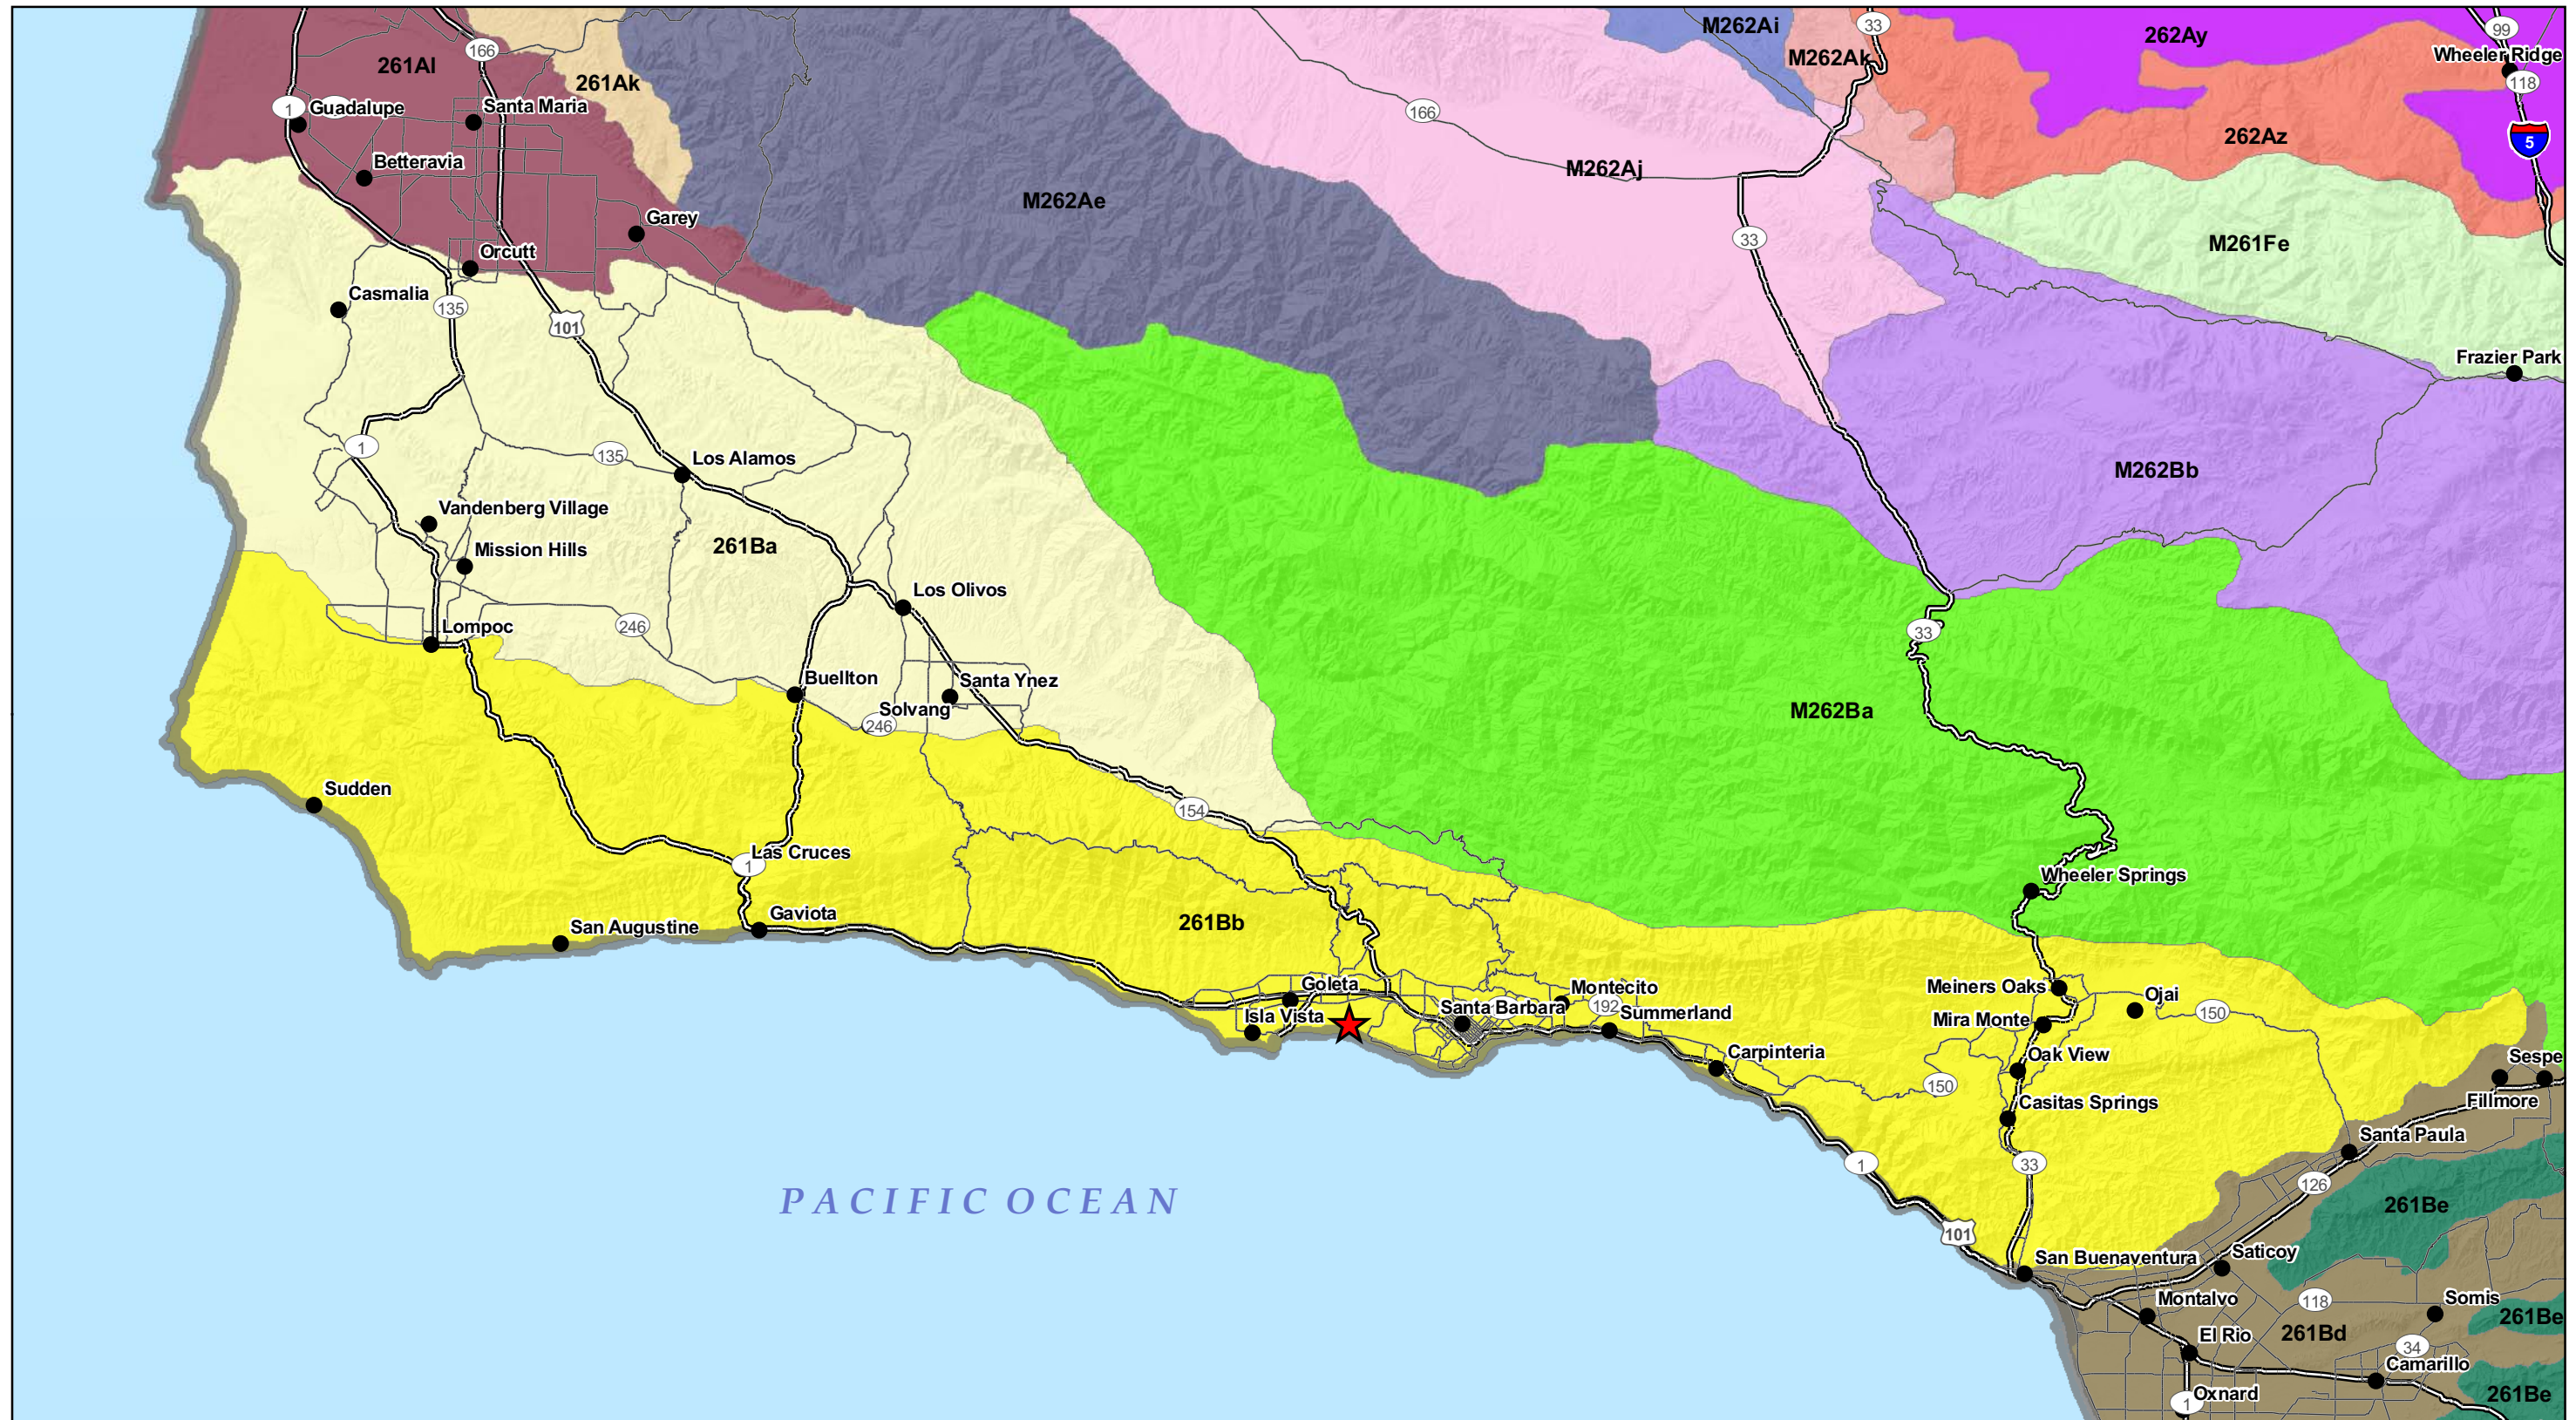 M262Ai
33
262Ay
99
Wheeler Ridge
166
261Al
M262Ak
261Ak
118
1
Guadalupe
Santa Maria
166
262Az
5
Betteravia
M262Aj
M262Ae
Garey
33
M261Fe
Orcutt
Casmalia
135
101
Frazier Park
1
135
Los Alamos
M262Bb
Vandenberg Village
261Ba
Mission Hills
Los Olivos
Lompoc
246
33
Buellton
Santa Ynez
Solvang
246
M262Ba
Sudden
154
Las Cruces
1
Wheeler Springs
Gaviota
San Augustine
261Bb
Goleta
Montecito
Meiners Oaks
Ojai
Isla Vista
Santa Barbara
192
Summerland
Mira Monte
150
Carpinteria
Oak View
Sespe
150
Casitas Springs
Fillmore
Santa Paula
1
33
126
PACIFIC OCEAN
261Be
101
San Buenaventura
Saticoy
Montalvo
118
Somis
261Be
El Rio
261Bd
34
Camarillo
Oxnard
1
261Be